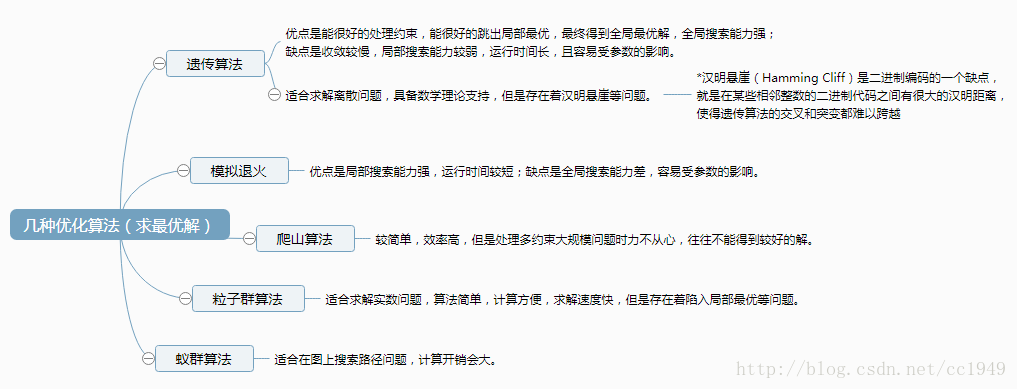 优点是能很好的处理约束，能很好的跳出局部最优，最终得到全局最优解，全局搜索能力强；
缺点是收敛较慢，局部搜索能力较弱，运行时间长，且容易受参数的影响。
遗传算法
适合求解离散问题，具备数学理论支持，但是存在着汉明悬崖等问题。
*汉明悬崖（Hamming Cliff）是二进制编码的一个缺点，
就是在某些相邻整数的二进制代码之间有很大的汉明距离，
使得遗传算法的交叉和突变都难以跨越
模拟退火
优点是局部搜索能力强，运行时间较短；缺点是全局搜索能力差，容易受参数的影响。
几种优化算法（求最优解）
爬山算法
较简单，效率高，但是处理多约束大规模问题时力不从心，往往不能得到较好的解。
粒子群算法
适合求解实数问题，算法简单，计算方便，求解速度快，但是存在着陷入局部最优等问题。
蚁群算法
适合在图上搜索路径问题，计算开销会大。
http://blog.csdn.net/cc1949